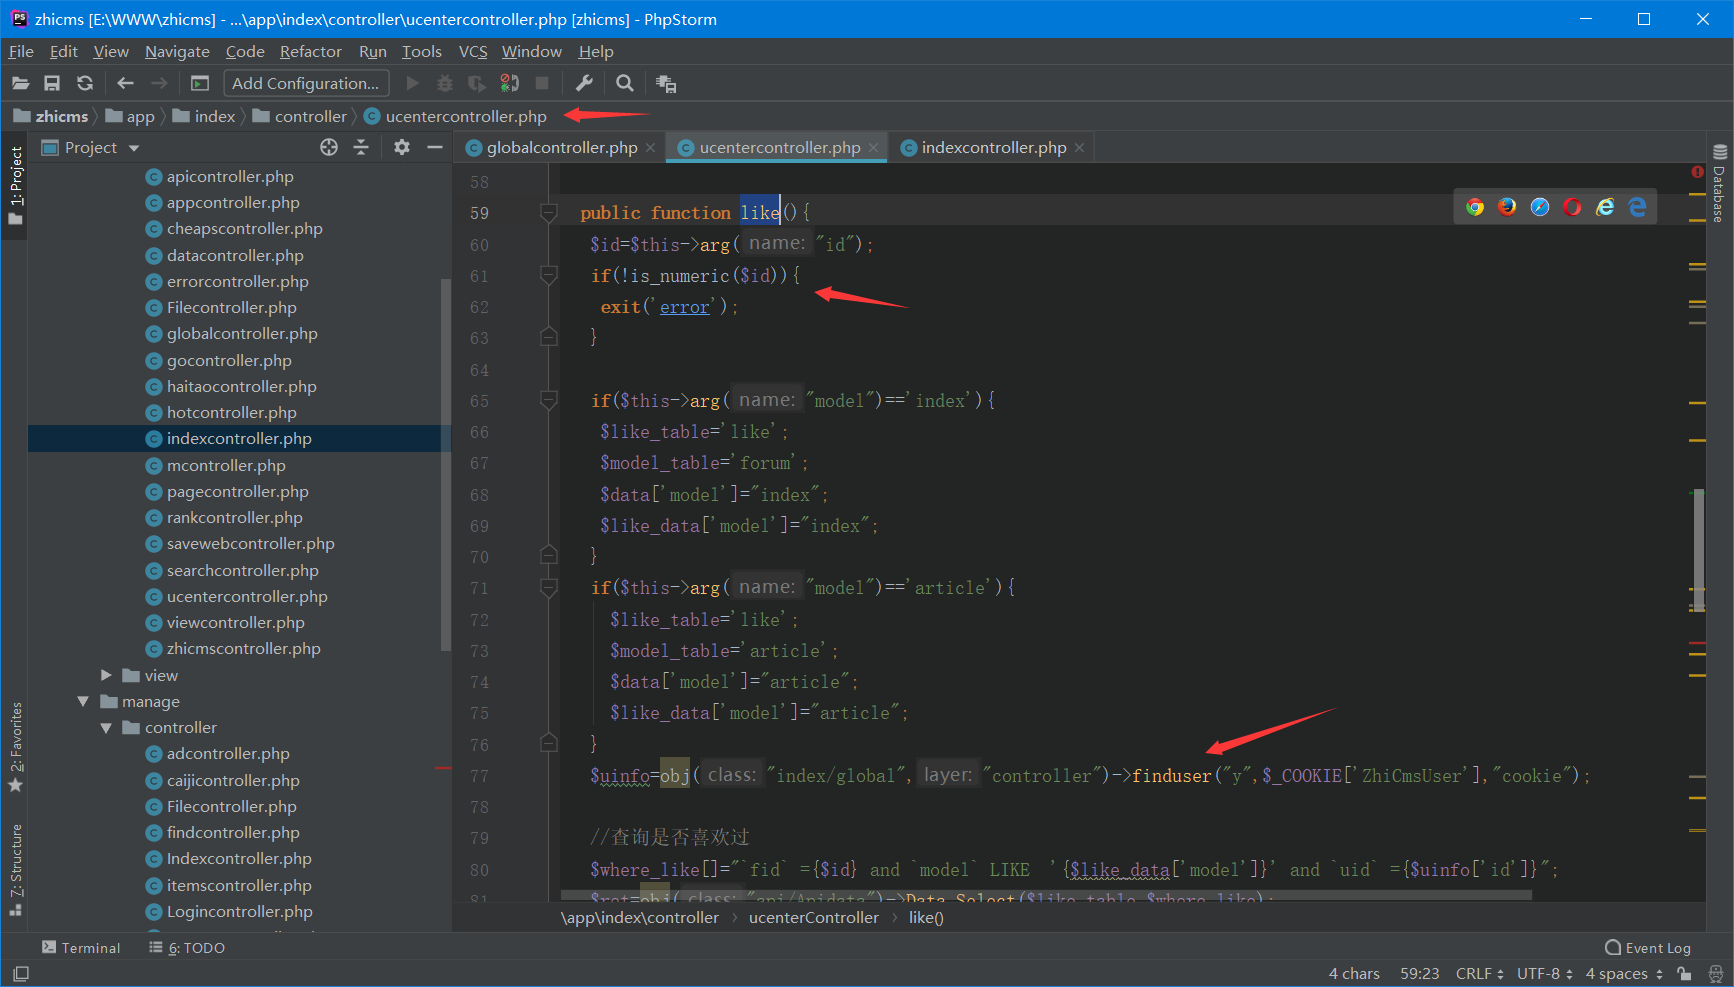 zhicms [E:\WWW\zhicms] - ...\app\index\controller\ucentercontroller.php [zhicms] - PhpStorm
File Edit View Navigate Code Refactor Run Tools VCS Window Help
Add Configuration...
zhicms app index controller ucentercontroller.php
1: Project
Project
apicontroller.php
appcontroller.php
cheapscontroller.php
datacontroller.php
errorcontroller.php
Filecontroller.php
globalcontroller.php
gocontroller.php
haitaocontroller.php
hotcontroller.php
indexcontroller.php
mcontroller.php
pagecontroller.php
rankcontroller.php
savewebcontroller.php
searchcontroller.php
ucentercontroller.php
viewcontroller.php
zhicmscontroller.php
view
manage
controller
adcontroller.php
caijicontroller.php
Filecontroller.php
findcontroller.php
Indexcontroller.php
itemscontroller.php
Logincontroller.php
2: Favorites
7: Structure
globalcontroller.php ucentercontroller.php indexcontroller.php
58
59 public function like(){
60 $id=$this->arg( name: "id");
61 if(!is_numeric($id)){
62 exit('error');
63 }
64
65 if($this->arg( name: "model")=='index'){
66 $like_table='like';
67 $model_table='forum';
68 $data['model']="index";
69 $like_data['model']="index";
70 }
71 if($this->arg( name: "model")=='article'){
72 $like_table='like';
73 $model_table='article';
74 $data['model']="article";
75 $like_data['model']="article";
76 }
77 $uinfo=obj( class: "index/global", layer: "controller")->finduser("y",$_COOKIE['ZhiCmsUser'],"cookie");
78
79 //查询是否喜欢过
80 $where_like[]="`fid` ={$id} and `model` LIKE '{$like_data['model']}' and `uid` ={$uinfo['id']}";
81 $ret=obj( class: "api/Apidata")->Data_Select($like_table,$where_like);
\app\index\controller ucenterController like()
Database
Terminal 6: TODO Event Log
4 chars 59:23 CRLF UTF-8 4 spaces